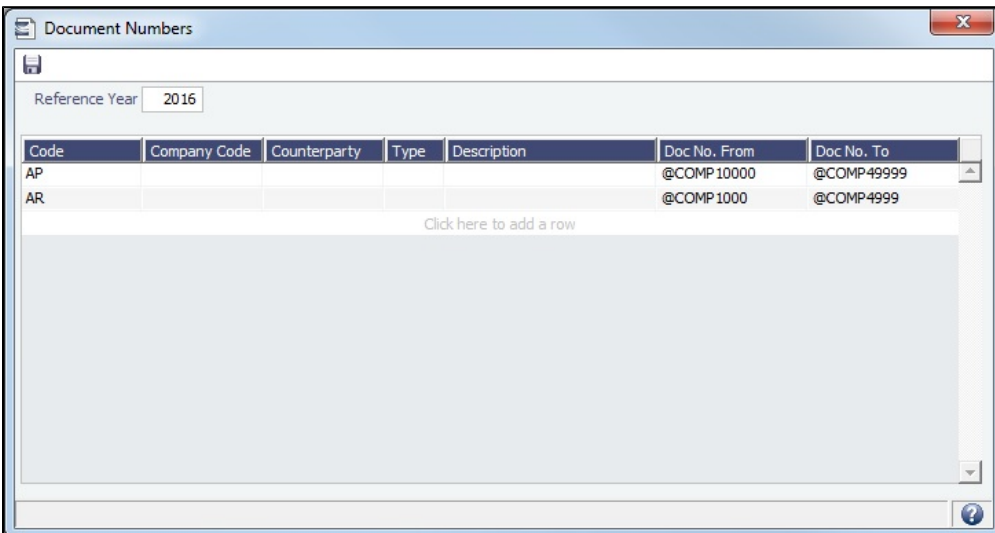 Document Numbers
Reference Year 2016
Code Company Code Counterparty Type Description Doc No. From Doc No. To
AP @COMP10000 @COMP49999
AR @COMP1000 @COMP4999
Click here to add a row